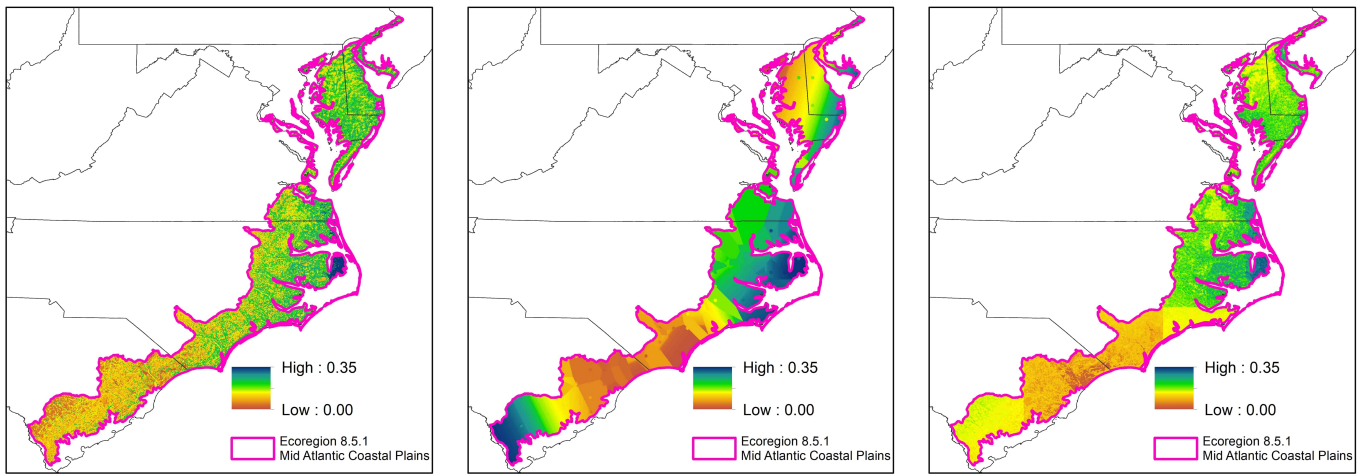 High : 0.35
Low : 0.00
Ecoregion 8.5.1
Mid Atlantic Coastal Plains
High : 0.35
Low : 0.00
Ecoregion 8.5.1
Mid Atlantic Coastal Plains
High : 0.35
Low : 0.00
Ecoregion 8.5.1
Mid Atlantic Coastal Plains